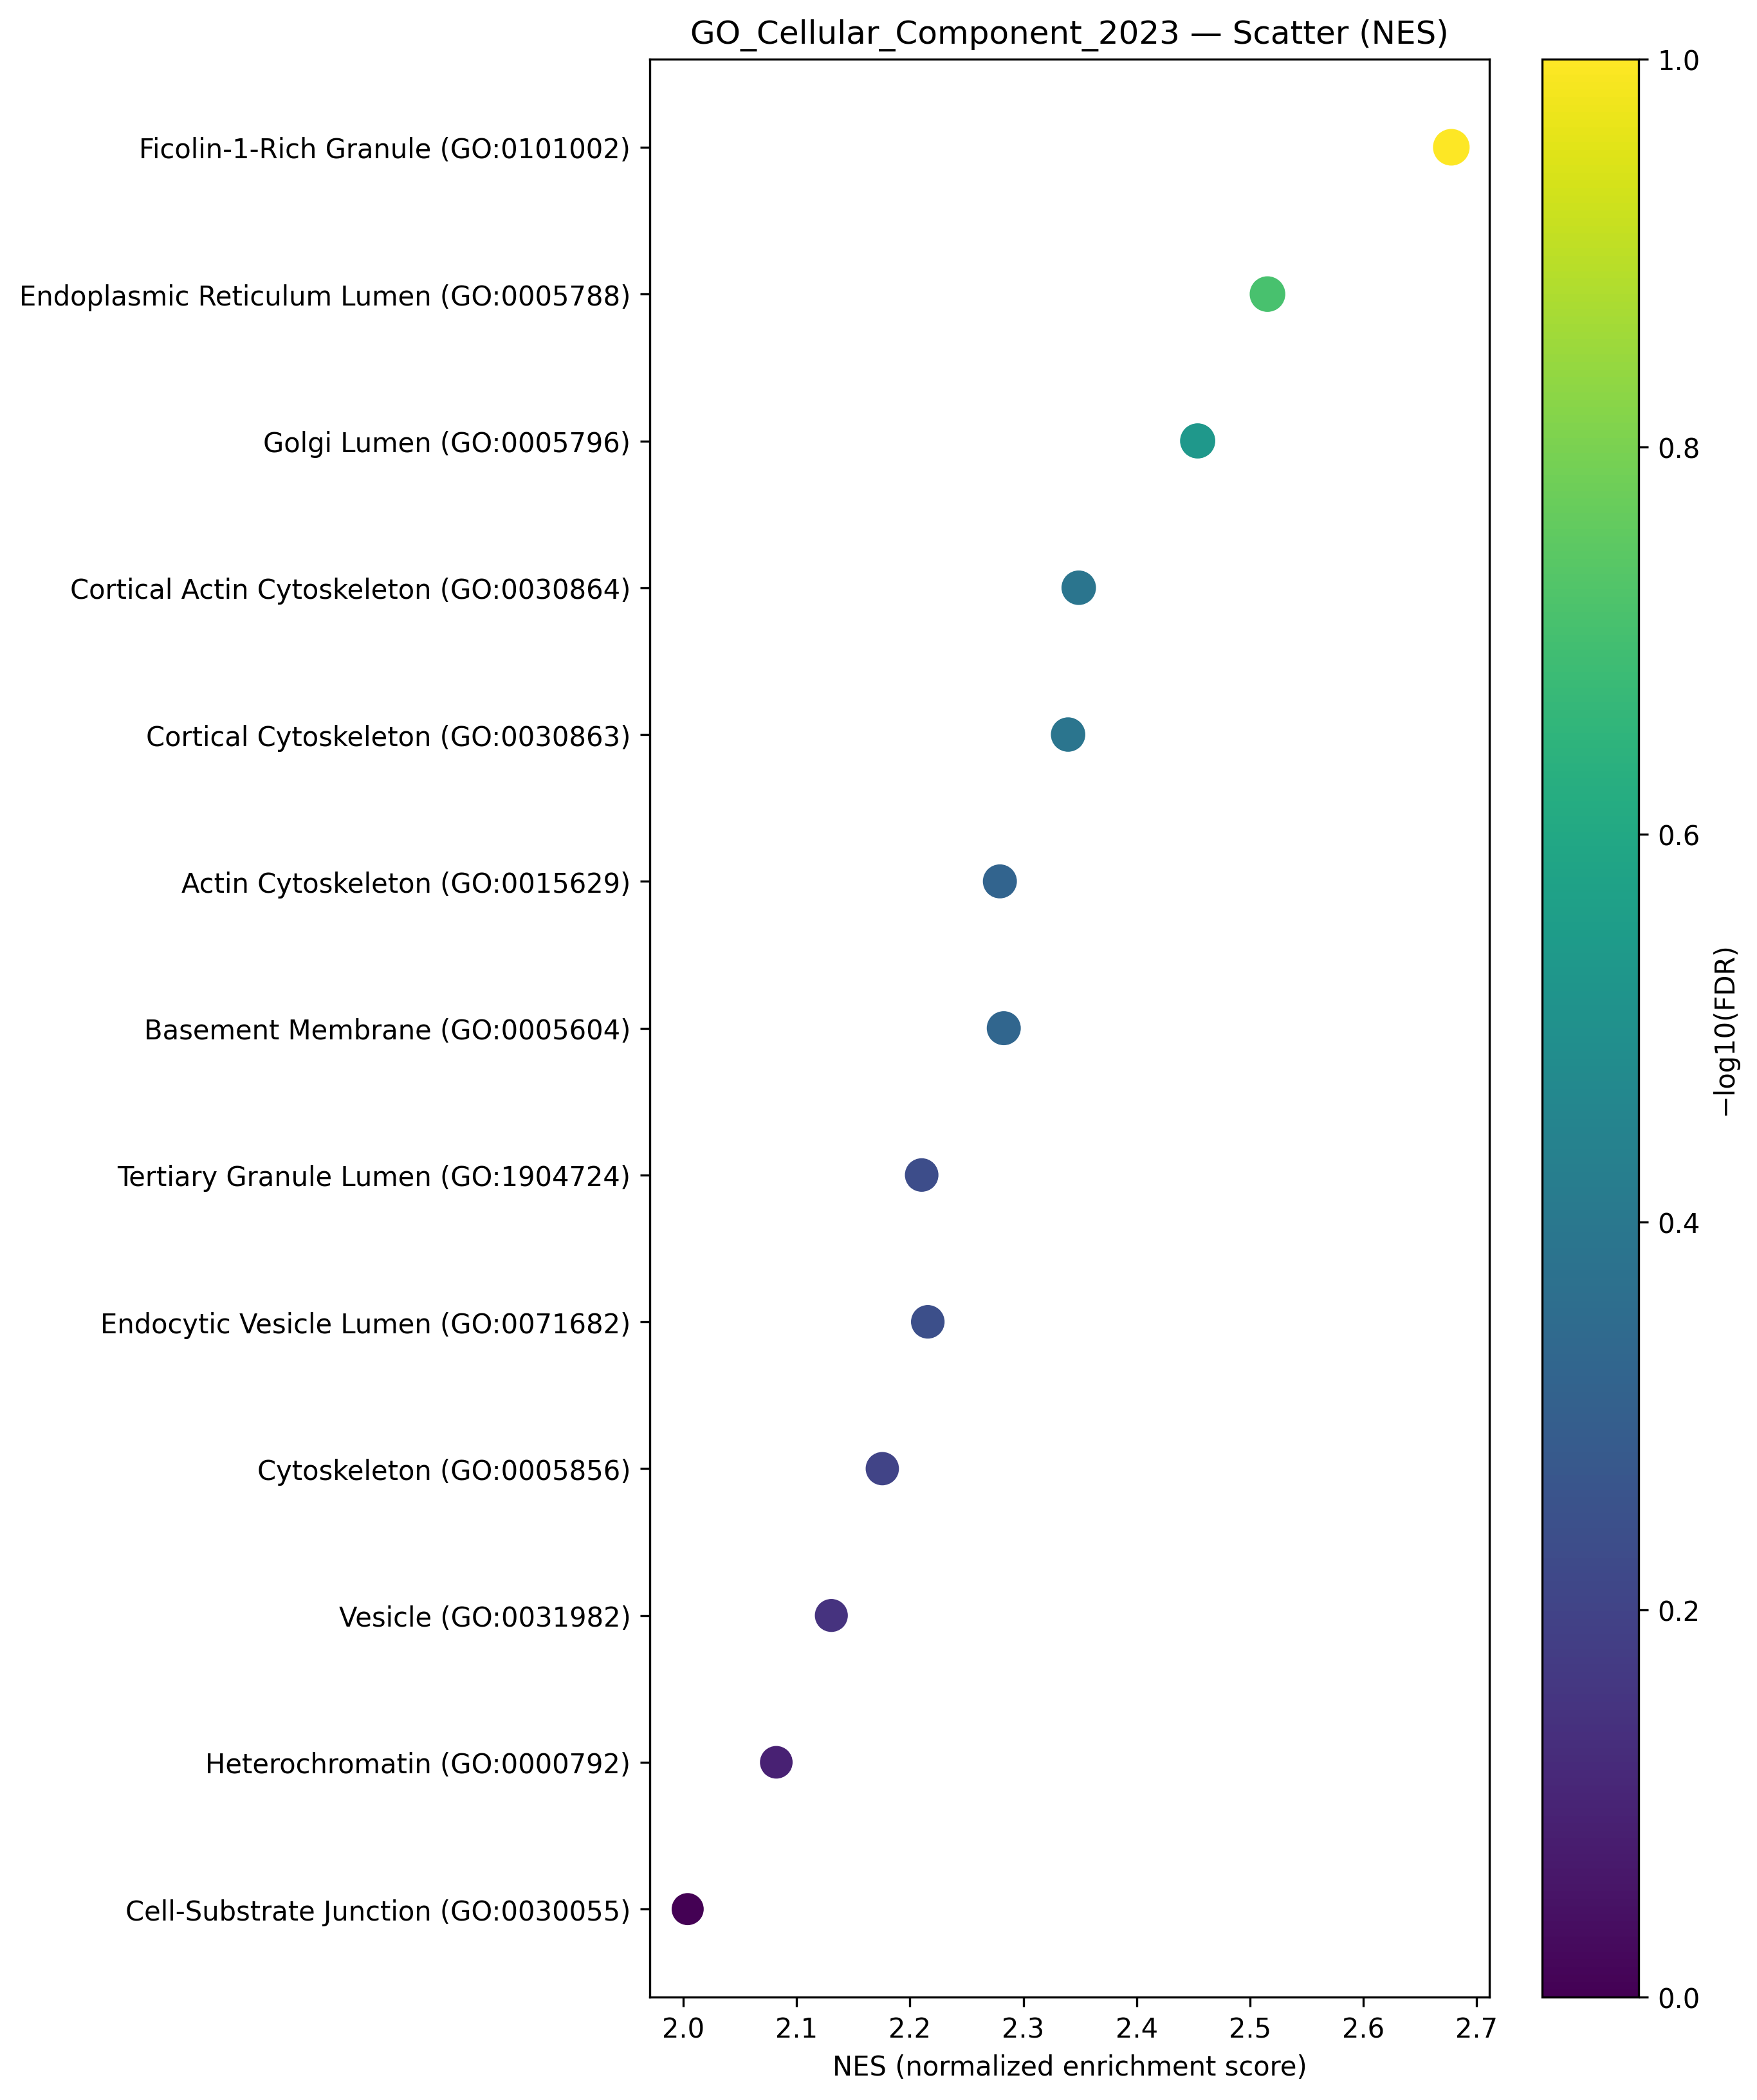 GO_Cellular_Component_2023 — Scatter (NES)
Ficolin-1-Rich Granule (GO:0101002)
Endoplasmic Reticulum Lumen (GO:0005788)
Golgi Lumen (GO:0005796)
Cortical Actin Cytoskeleton (GO:0030864)
Cortical Cytoskeleton (GO:0030863)
Actin Cytoskeleton (GO:0015629)
Basement Membrane (GO:0005604)
Tertiary Granule Lumen (GO:1904724)
Endocytic Vesicle Lumen (GO:0071682)
Cytoskeleton (GO:0005856)
Vesicle (GO:0031982)
Heterochromatin (GO:0000792)
Cell-Substrate Junction (GO:0030055)
2.0 2.1 2.2 2.3 2.4 2.5 2.6 2.7
NES (normalized enrichment score)
1.0
0.8
0.6
0.4
0.2
0.0
−log10(FDR)